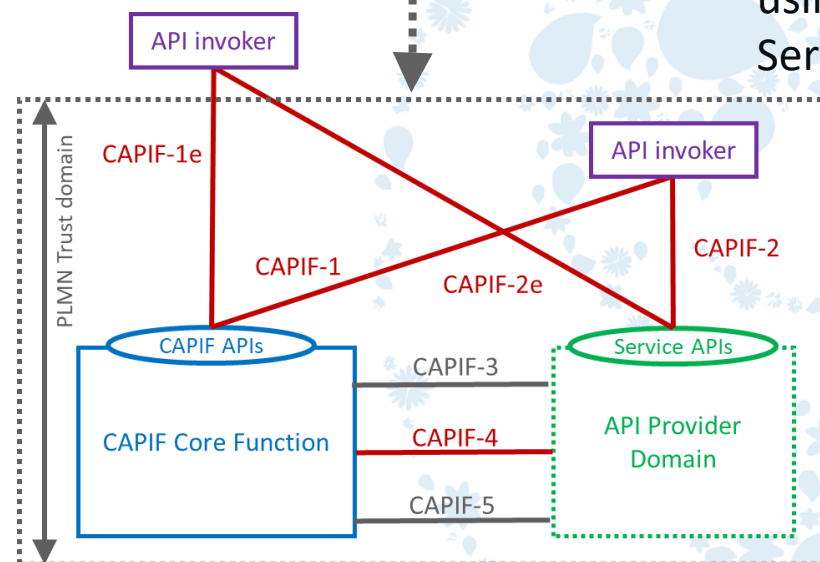 API invoker
API invoker
CAPIF-1e
CAPIF-1
CAPIF-2e
CAPIF-2
PLMN Trust domain
CAPIF APIs
Service APIs
CAPIF Core Function
CAPIF-3
CAPIF-4
CAPIF-5
API Provider
Domain